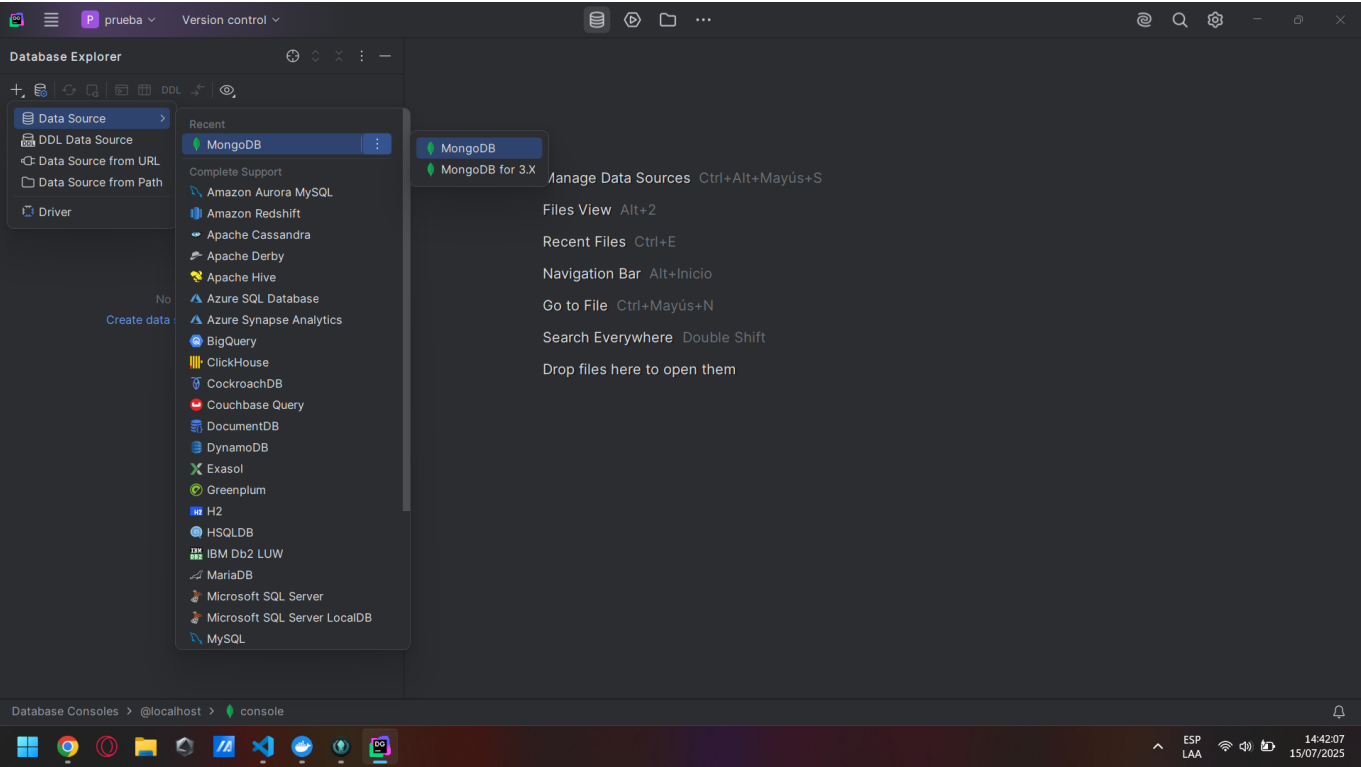 P prueba Version control
Database Explorer
DDL
Data Source
DDL Data Source
Data Source from URL
Data Source from Path
Driver
No
Create data s
Recent
MongoDB
Complete Support
Amazon Aurora MySQL
Amazon Redshift
Apache Cassandra
Apache Derby
Apache Hive
Azure SQL Database
Azure Synapse Analytics
BigQuery
ClickHouse
CockroachDB
Couchbase Query
DocumentDB
DynamoDB
Exasol
Greenplum
H2
HSQLDB
IBM Db2 LUW
MariaDB
Microsoft SQL Server
Microsoft SQL Server LocalDB
MySQL
MongoDB
MongoDB for 3.X
Manage Data Sources Ctrl+Alt+Mayús+S
Files View Alt+2
Recent Files Ctrl+E
Navigation Bar Alt+Inicio
Go to File Ctrl+Mayús+N
Search Everywhere Double Shift
Drop files here to open them
Database Consoles > @localhost > console
ESP
LAA
14:42:07
15/07/2025